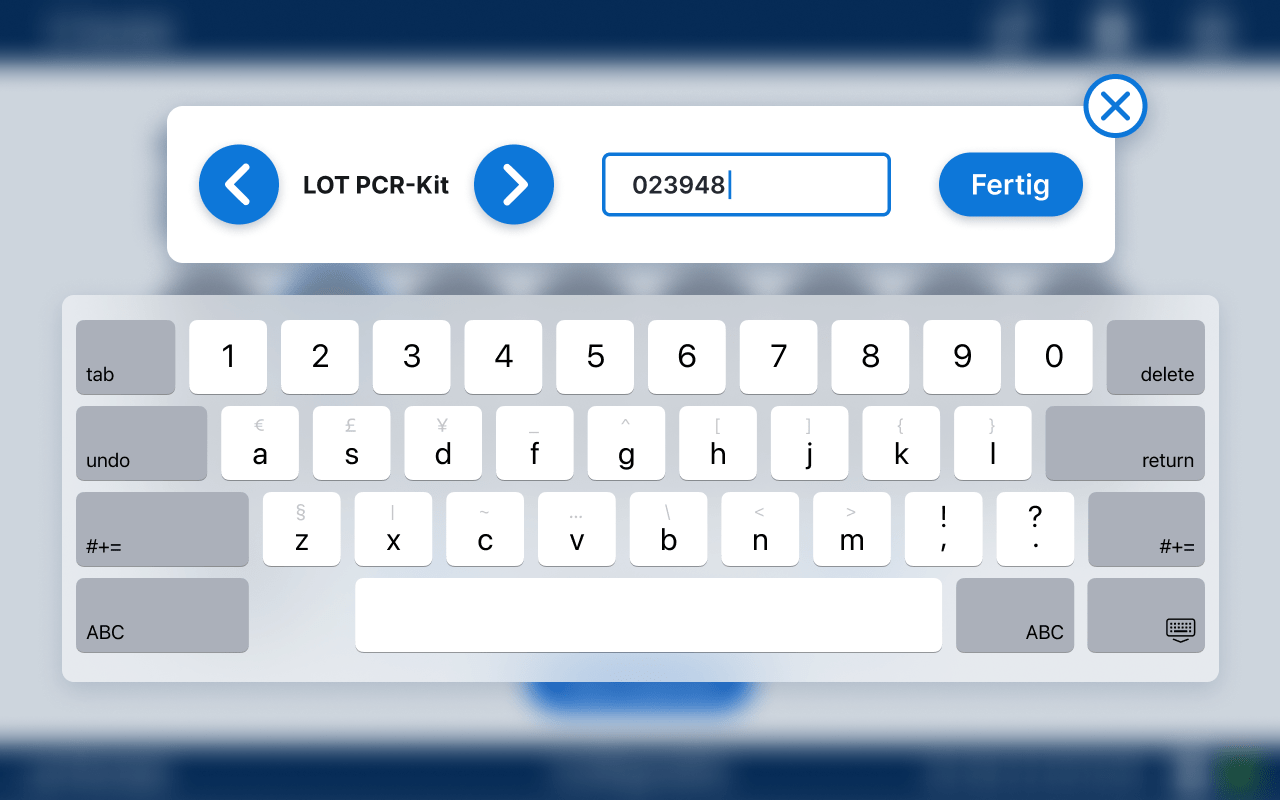 LOT PCR-Kit
023948
Fertig
tab 1 2 3 4 5 6 7 8 9 0 delete
€ £ ¥ _ ^ [ ] { }
undo a s d f g h j k l return
§ | ~ ... \ < > ! ?
#+= z x c v b n m , . #+=
ABC ABC